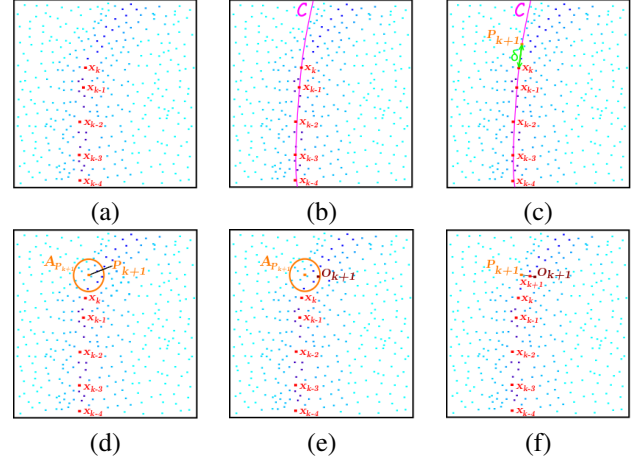 x_k
x_{k-1}
x_{k-2}
x_{k-3}
x_{k-4}
(a)
C
x_k
x_{k-1}
x_{k-2}
x_{k-3}
x_{k-4}
(b)
C
P_{k+1}
δ
x_k
x_{k-1}
x_{k-2}
x_{k-3}
x_{k-4}
(c)
A_{P_{k+1}} P_{k+1}
x_k
x_{k-1}
x_{k-2}
x_{k-3}
x_{k-4}
(d)
A_{P_{k+1}} O_{k+1}
x_k
x_{k-1}
x_{k-2}
x_{k-3}
x_{k-4}
(e)
P_{k+1} O_{k+1}
x_{k+1}
x_k
x_{k-1}
x_{k-2}
x_{k-3}
x_{k-4}
(f)